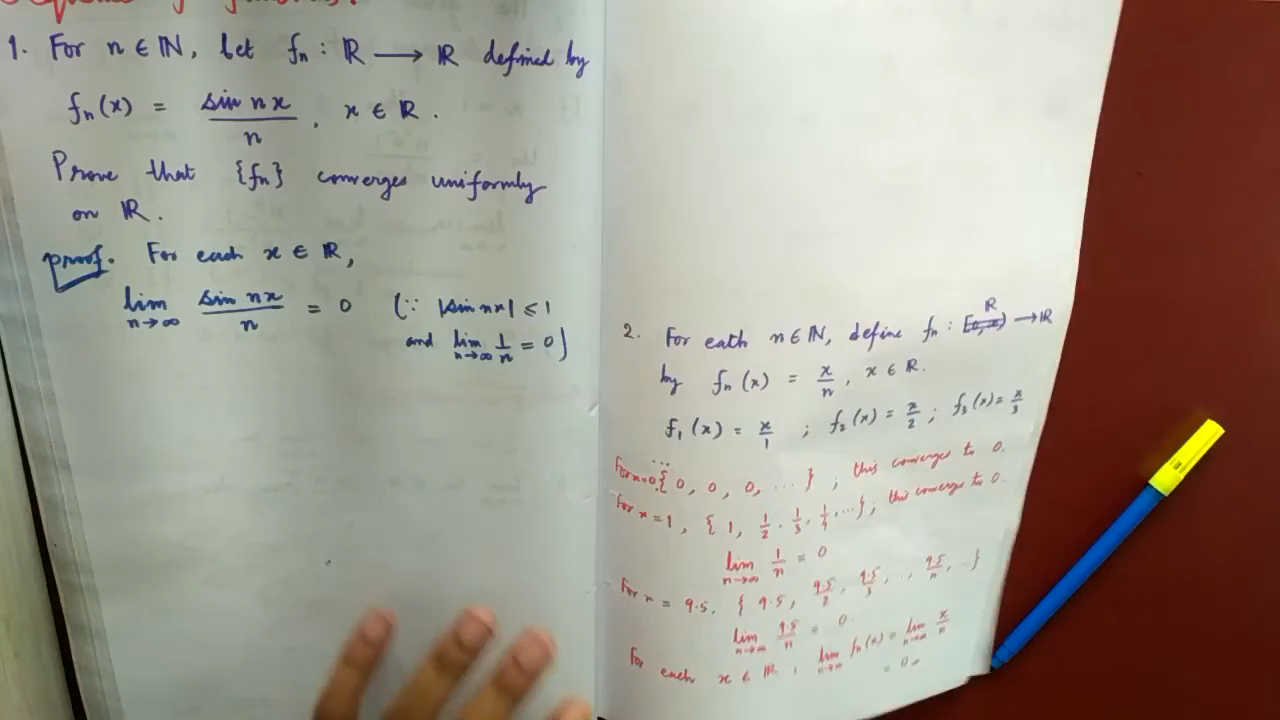 1. For n ∈ ℕ, let fₙ : ℝ ⟶ ℝ defined by
fₙ(x) = sin nx / n , x ∈ ℝ.
Prove that {fₙ} converges uniformly
on ℝ.
proof. For each x ∈ ℝ,
lim n→∞ sin nx / n = 0 (∵ |sin nx| ≤ 1
and lim n→∞ 1/n = 0)
2. For each n ∈ ℕ, define fₙ : ℝ → ℝ
by fₙ(x) = x/n , x ∈ ℝ.
f₁(x) = x/1 ; f₂(x) = x/2 ; f₃(x) = x/3
...
For x=0, {0, 0, 0, ...} ; this converges to 0.
For x = 1, {1, 1/2, 1/3, 1/4, ...} ; this converge to 0.
lim n→∞ 1/n = 0
For x = 9.5, {9.5, 9.5/2, 9.5/3, .., 9.5/n, ..}
lim n→∞ 9.5/n = 0
For each x ∈ ℝ, lim n→∞ fₙ(x) = lim n→∞ x/n
= 0.